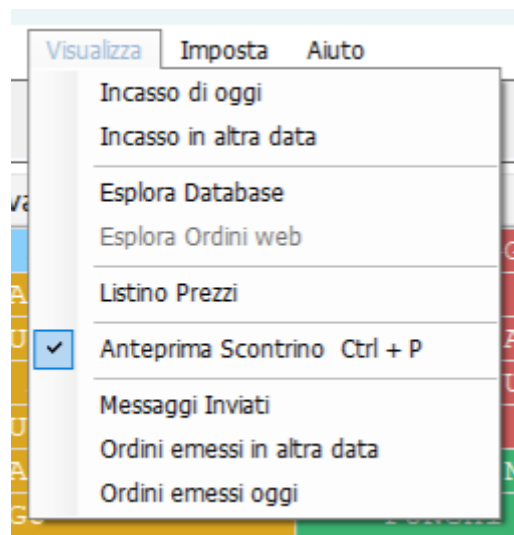 Visualizza Imposta Aiuto
Incasso di oggi
Incasso in altra data
Esplora Database
Esplora Ordini web
Listino Prezzi
Anteprima Scontrino Ctrl + P
Messaggi Inviati
Ordini emessi in altra data
Ordini emessi oggi